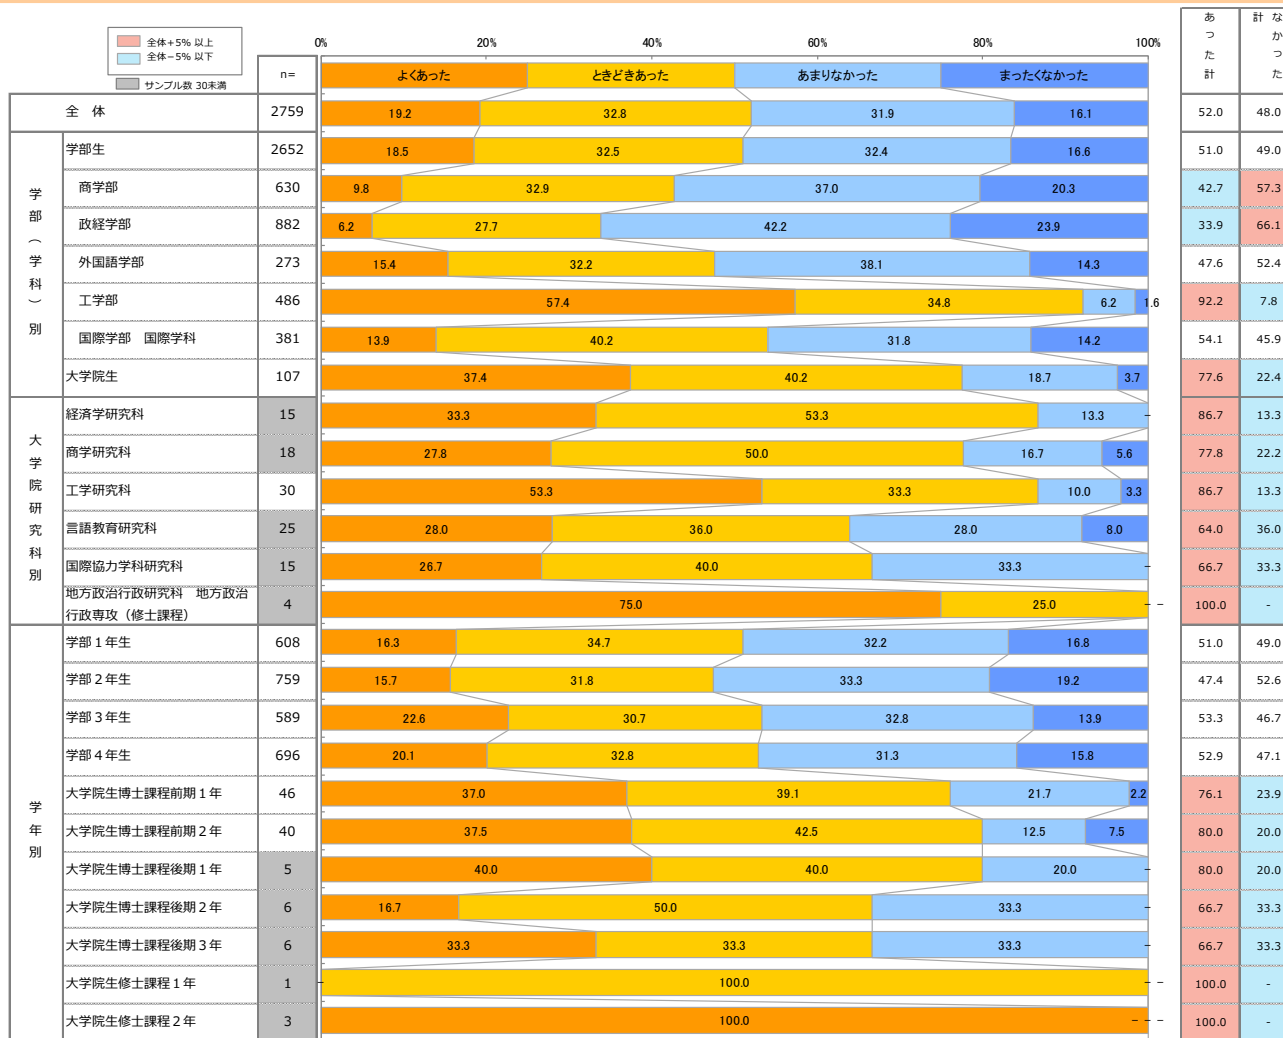 全体+5% 以上
全体−5% 以下
サンプル数 30未満
n=
0% 20% 40% 60% 80% 100%
よくあった ときどきあった あまりなかった まったくなかった
あった計
なかった計
全 体 2759 19.2 32.8 31.9 16.1 52.0 48.0
学部(学科)別
学部生 2652 18.5 32.5 32.4 16.6 51.0 49.0
商学部 630 9.8 32.9 37.0 20.3 42.7 57.3
政経学部 882 6.2 27.7 42.2 23.9 33.9 66.1
外国語学部 273 15.4 32.2 38.1 14.3 47.6 52.4
工学部 486 57.4 34.8 6.2 1.6 92.2 7.8
国際学部 国際学科 381 13.9 40.2 31.8 14.2 54.1 45.9
大学院生 107 37.4 40.2 18.7 3.7 77.6 22.4
大学院研究科別
経済学研究科 15 33.3 53.3 13.3 - 86.7 13.3
商学研究科 18 27.8 50.0 16.7 5.6 77.8 22.2
工学研究科 30 53.3 33.3 10.0 3.3 86.7 13.3
言語教育研究科 25 28.0 36.0 28.0 8.0 64.0 36.0
国際協力学科研究科 15 26.7 40.0 33.3 - 66.7 33.3
地方政治行政研究科 地方政治
行政専攻(修士課程) 4 75.0 25.0 - - 100.0 -
学年別
学部1年生 608 16.3 34.7 32.2 16.8 51.0 49.0
学部2年生 759 15.7 31.8 33.3 19.2 47.4 52.6
学部3年生 589 22.6 30.7 32.8 13.9 53.3 46.7
学部4年生 696 20.1 32.8 31.3 15.8 52.9 47.1
大学院生博士課程前期1年 46 37.0 39.1 21.7 2.2 76.1 23.9
大学院生博士課程前期2年 40 37.5 42.5 12.5 7.5 80.0 20.0
大学院生博士課程後期1年 5 40.0 40.0 20.0 - 80.0 20.0
大学院生博士課程後期2年 6 16.7 50.0 33.3 - 66.7 33.3
大学院生博士課程後期3年 6 33.3 33.3 33.3 - 66.7 33.3
大学院生修士課程1年 1 - 100.0 - - 100.0 -
大学院生修士課程2年 3 100.0 - - - 100.0 -